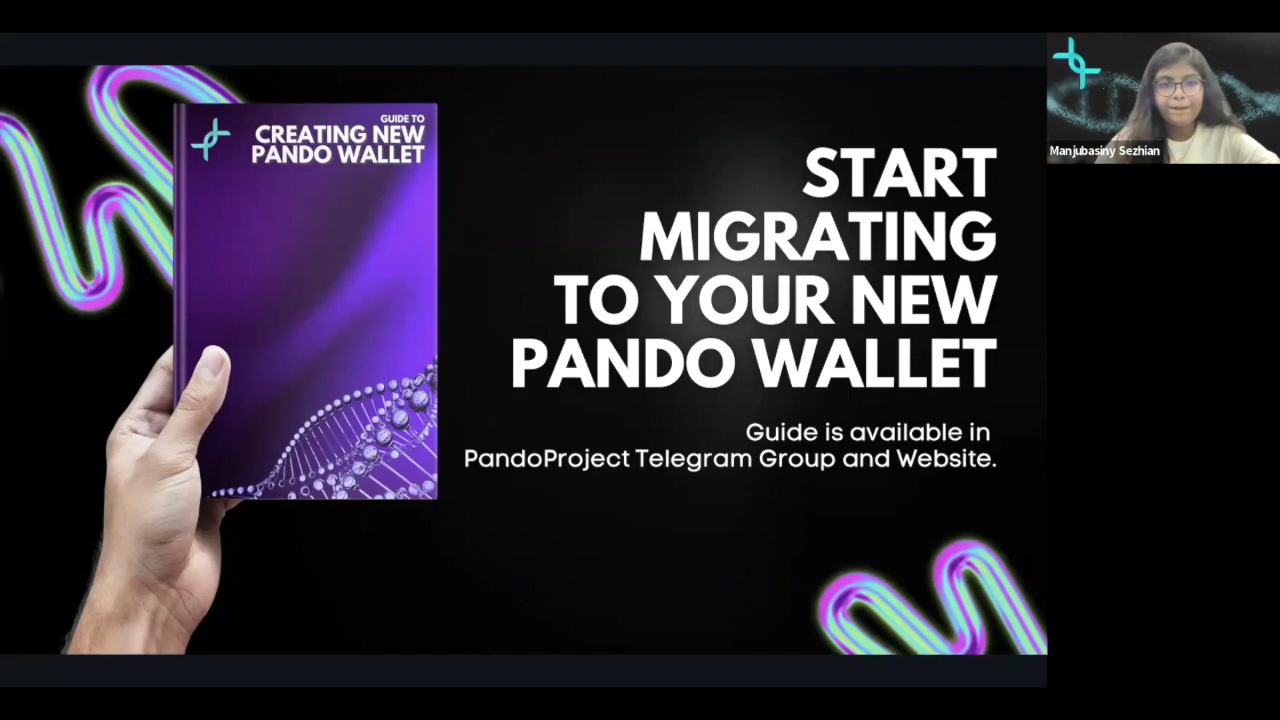 GUIDE TO
CREATING NEW
PANDO WALLET
START
MIGRATING
TO YOUR NEW
PANDO WALLET
Guide is available in
PandoProject Telegram Group and Website.
Manjubasiny Sezhian